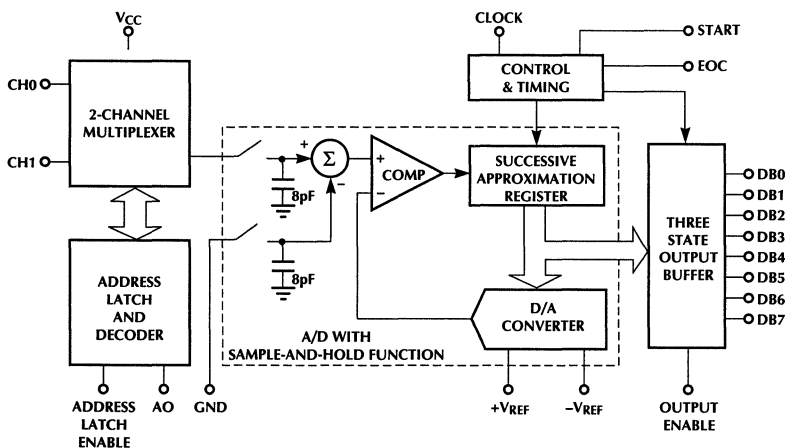 VCC
CLOCK
START
EOC
CONTROL
& TIMING
CH0
CH1
2-CHANNEL
MULTIPLEXER
+
Σ
−
+
COMP
−
8pF
8pF
SUCCESSIVE
APPROXIMATION
REGISTER
THREE
STATE
OUTPUT
BUFFER
DB0
DB1
DB2
DB3
DB4
DB5
DB6
DB7
ADDRESS
LATCH
AND
DECODER
D/A
CONVERTER
A/D WITH
SAMPLE-AND-HOLD FUNCTION
ADDRESS
LATCH
ENABLE
AO
GND
+VREF
−VREF
OUTPUT
ENABLE